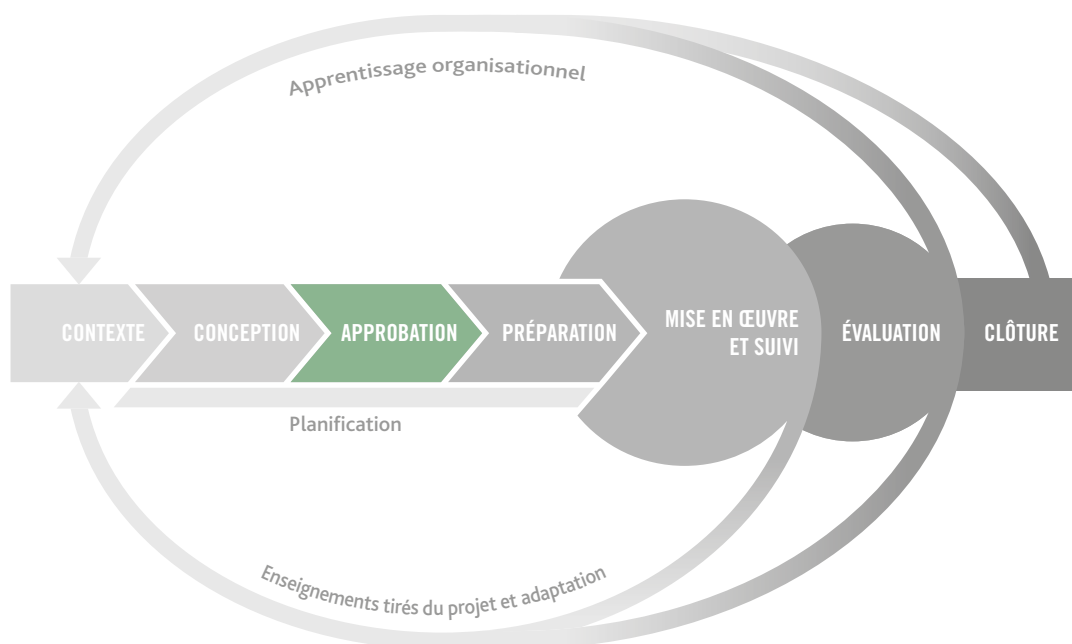 Apprentissage organisationnel
CONTEXTE
CONCEPTION
APPROBATION
PRÉPARATION
MISE EN ŒUVRE
ET SUIVI
ÉVALUATION
CLÔTURE
Planification
Enseignements tirés du projet et adaptation